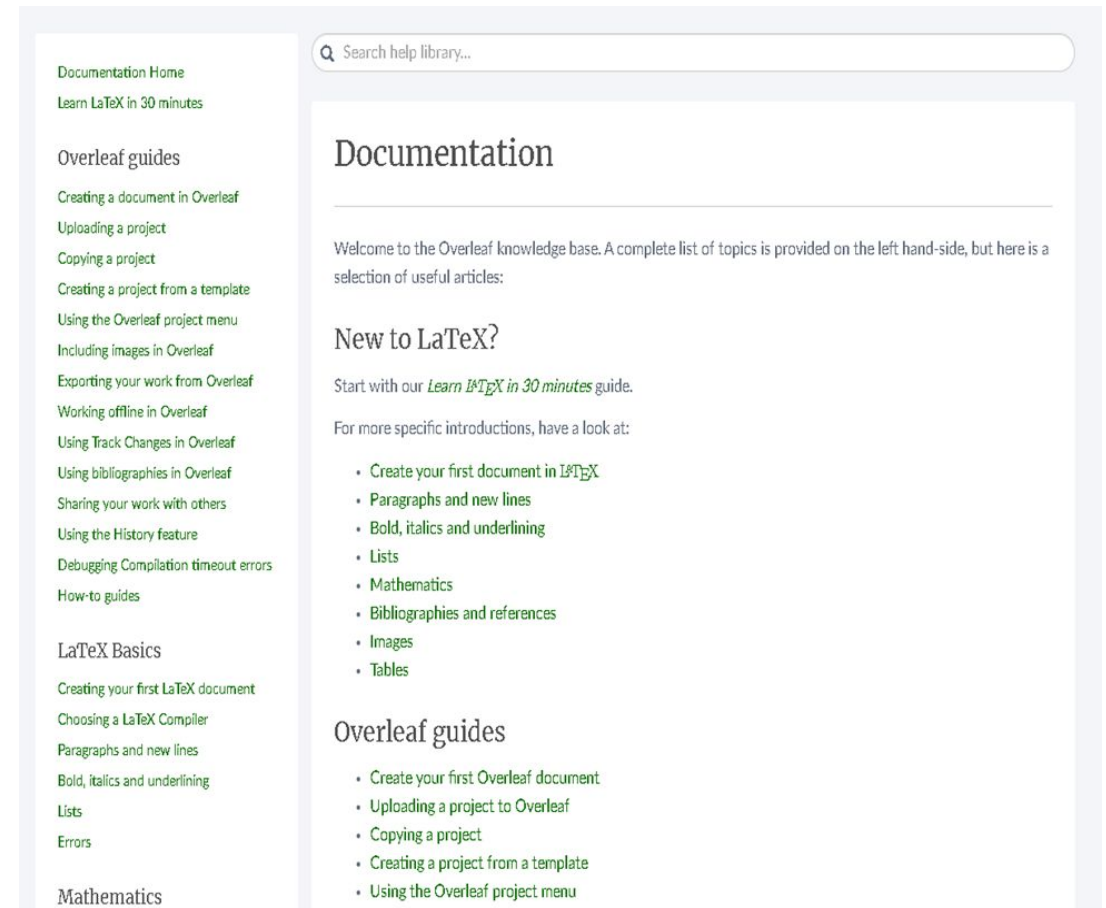 Documentation Home
Learn LaTeX in 30 minutes
Overleaf guides
Creating a document in Overleaf
Uploading a project
Copying a project
Creating a project from a template
Using the Overleaf project menu
Including images in Overleaf
Exporting your work from Overleaf
Working offline in Overleaf
Using Track Changes in Overleaf
Using bibliographies in Overleaf
Sharing your work with others
Using the History feature
Debugging Compilation timeout errors
How-to guides
LaTeX Basics
Creating your first LaTeX document
Choosing a LaTeX Compiler
Paragraphs and new lines
Bold, italics and underlining
Lists
Errors
Mathematics
Search help library...
Documentation
Welcome to the Overleaf knowledge base. A complete list of topics is provided on the left hand-side, but here is a
selection of useful articles:
New to LaTeX?
Start with our Learn LaTeX in 30 minutes guide.
For more specific introductions, have a look at:
• Create your first document in LaTeX
• Paragraphs and new lines
• Bold, italics and underlining
• Lists
• Mathematics
• Bibliographies and references
• Images
• Tables
Overleaf guides
• Create your first Overleaf document
• Uploading a project to Overleaf
• Copying a project
• Creating a project from a template
• Using the Overleaf project menu